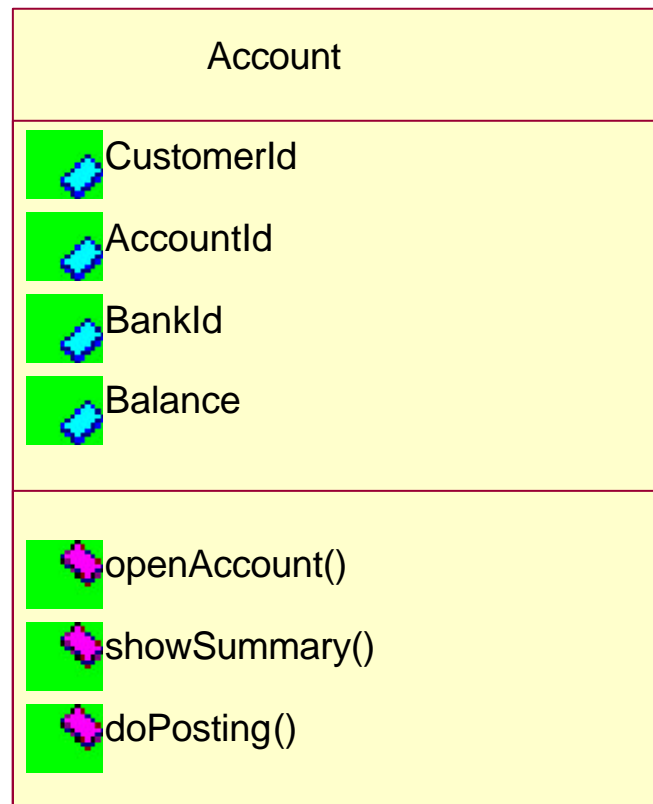 Account
CustomerId
AccountId
BankId
Balance
openAccount()
showSummary()
doPosting()